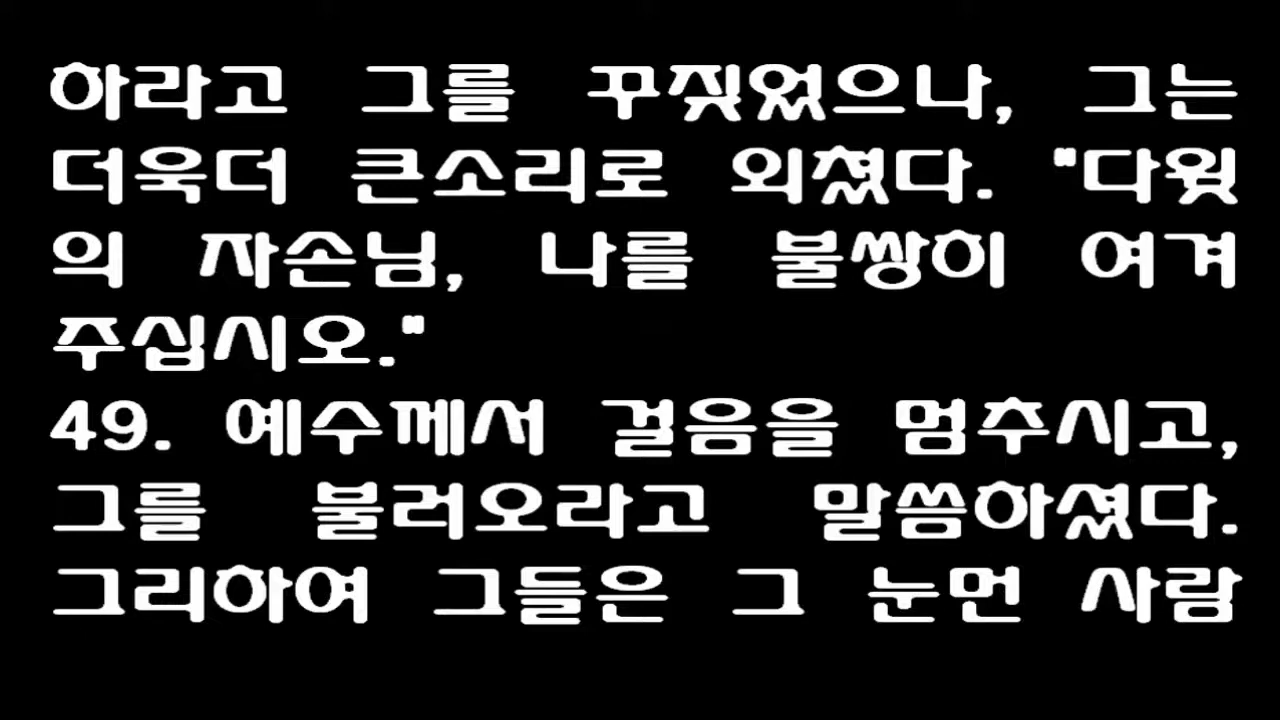 하라고 그를 꾸짖었으나, 그는
더욱더 큰소리로 외쳤다. "다윗
의 자손님, 나를 불쌍히 여겨
주십시오."
49. 예수께서 걸음을 멈추시고,
그를 불러오라고 말씀하셨다.
그리하여 그들은 그 눈먼 사람